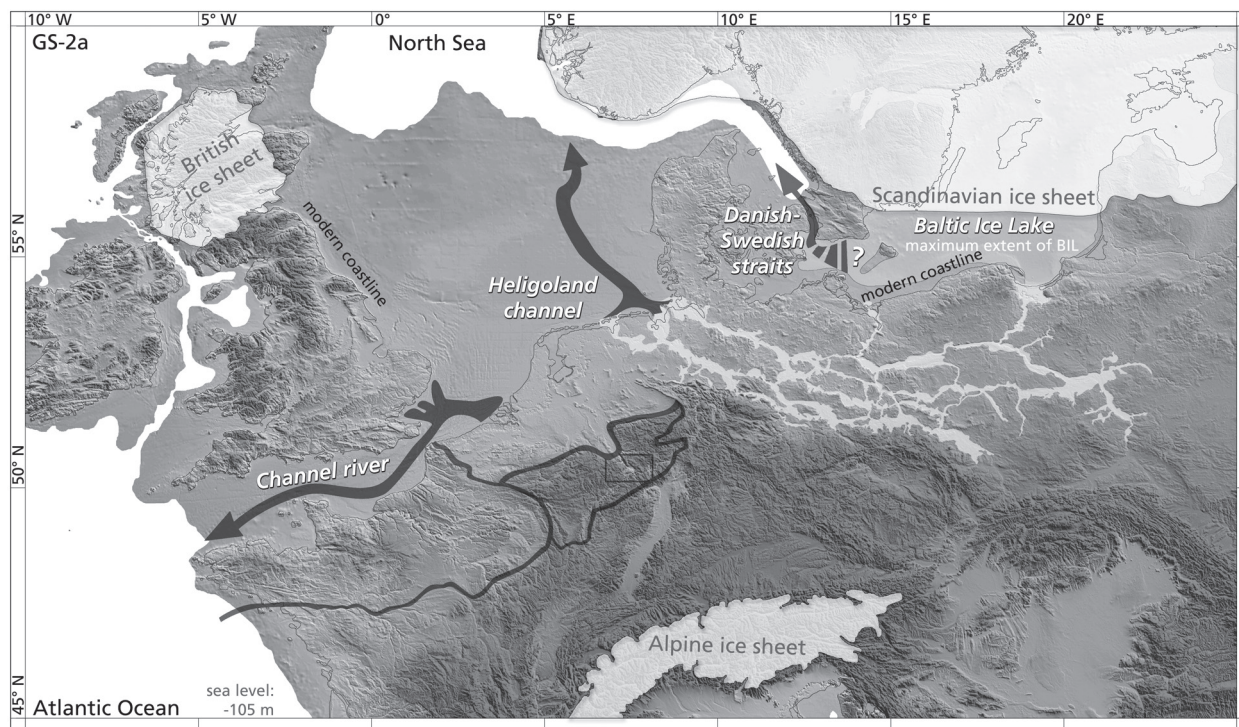 10° W
5° W
0°
5° E
10° E
15° E
20° E
GS-2a
North Sea
British
ice sheet
Scandinavian ice sheet
modern coastline
Danish-
Swedish
straits
Baltic Ice Lake
maximum extent of BIL
?
modern coastline
55° N
Heligoland
channel
Channel river
50° N
Alpine ice sheet
45° N
sea level:
-105 m
Atlantic Ocean